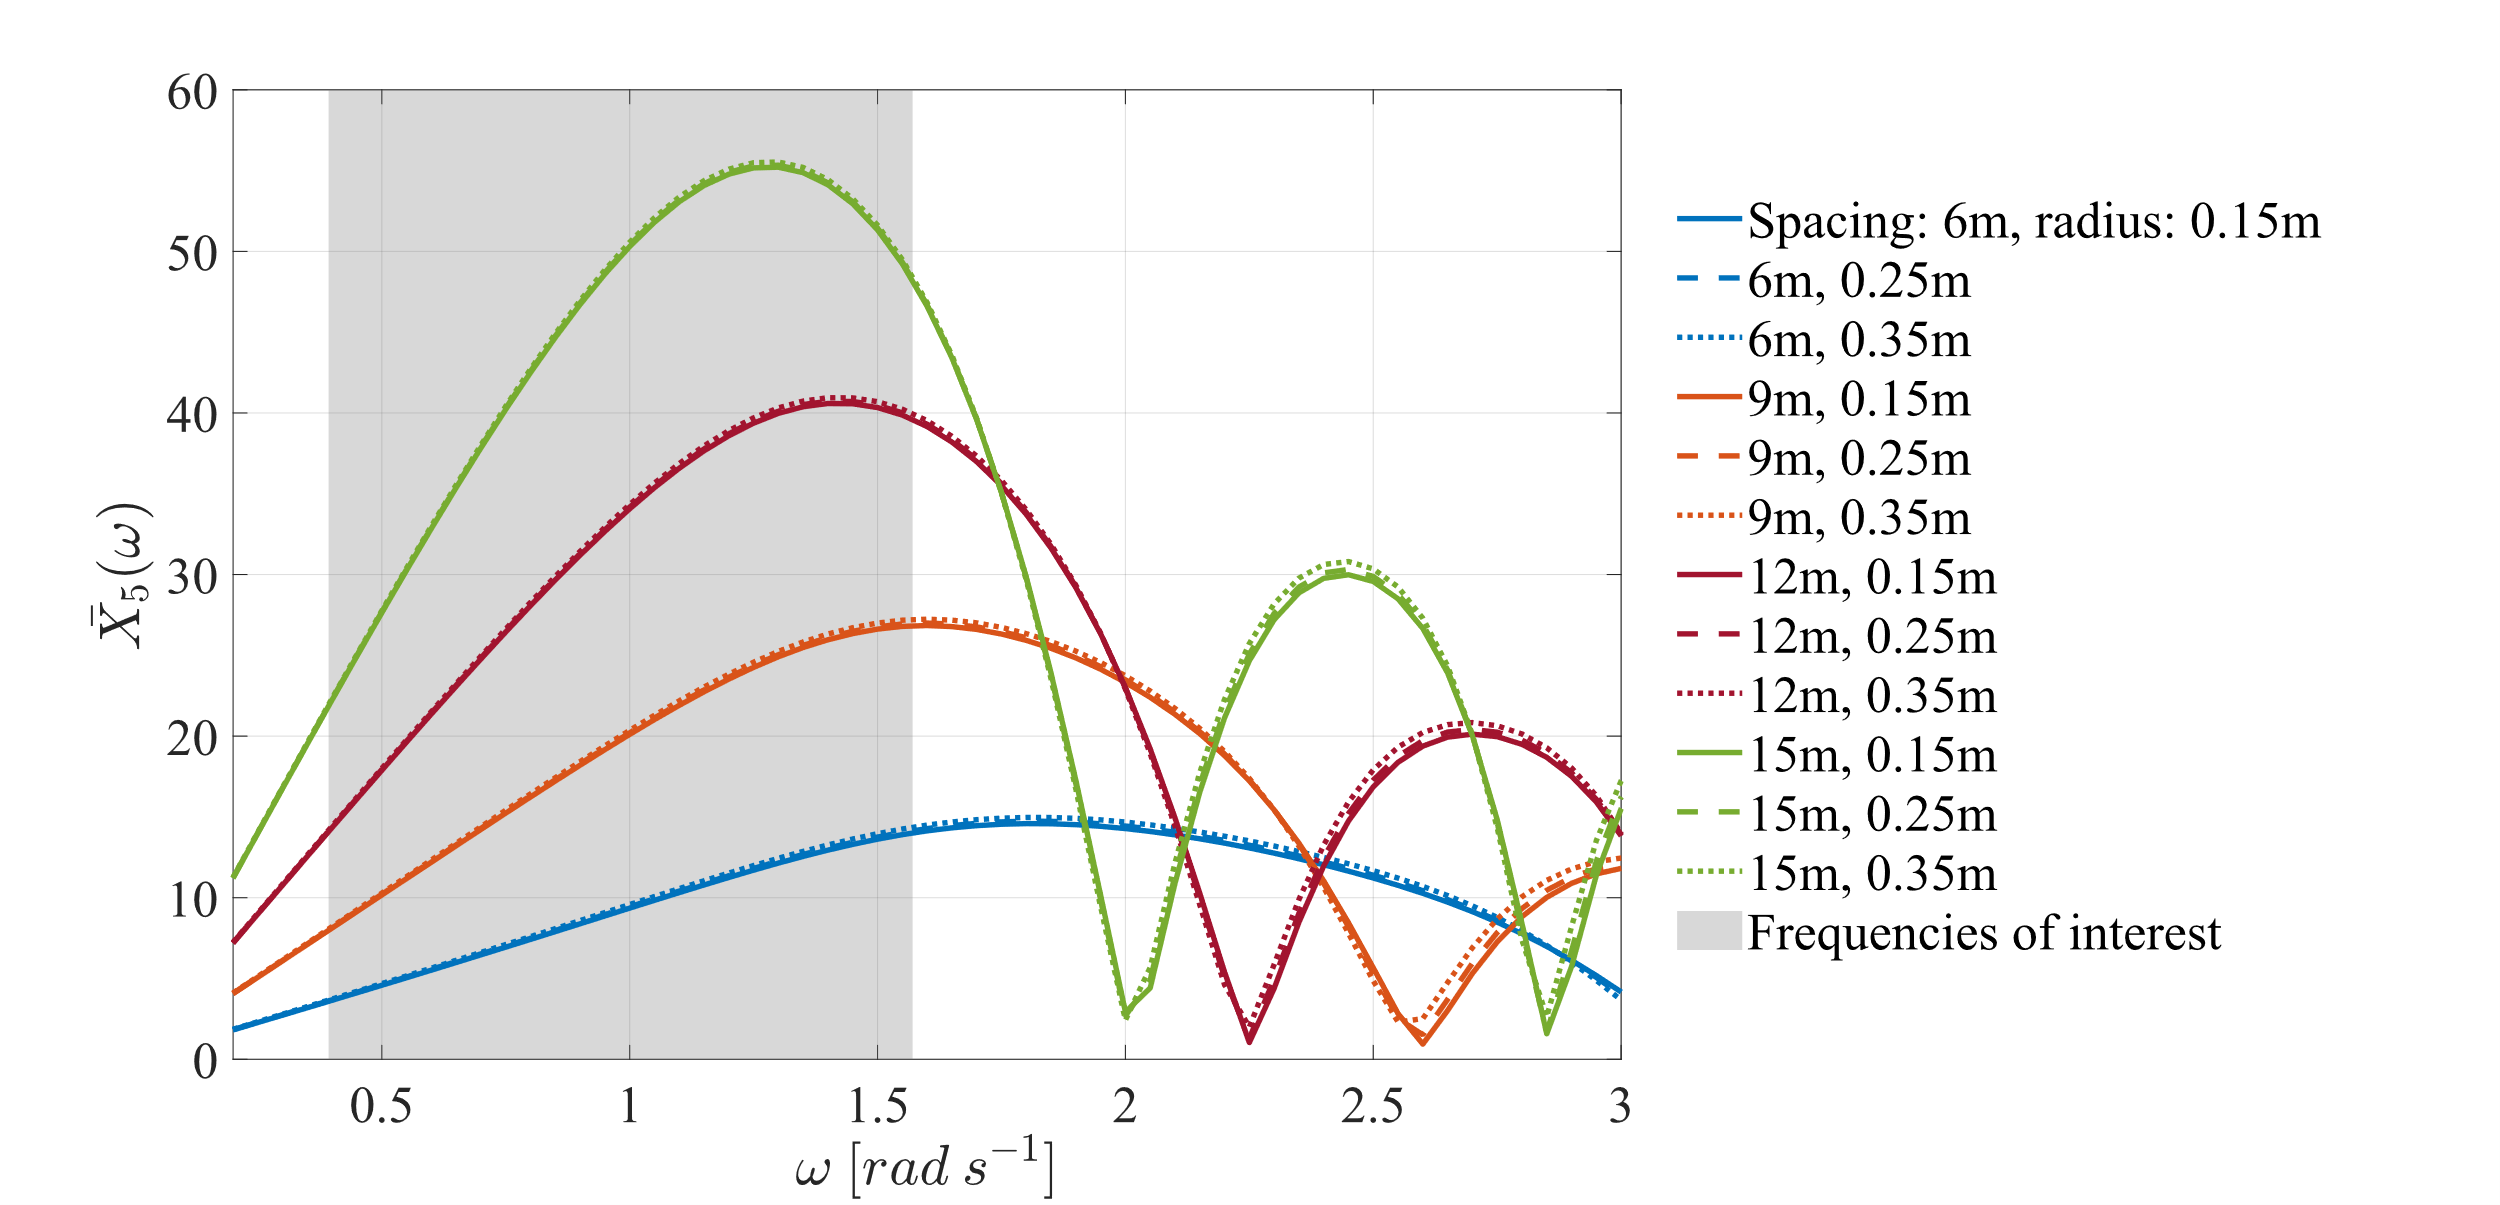 60
50
40
30
20
10
0
X̄₅(ω)
0.5 1 1.5 2 2.5 3
ω [rad s⁻¹]
Spacing: 6m, radius: 0.15m
6m, 0.25m
6m, 0.35m
9m, 0.15m
9m, 0.25m
9m, 0.35m
12m, 0.15m
12m, 0.25m
12m, 0.35m
15m, 0.15m
15m, 0.25m
15m, 0.35m
Frequencies of interest